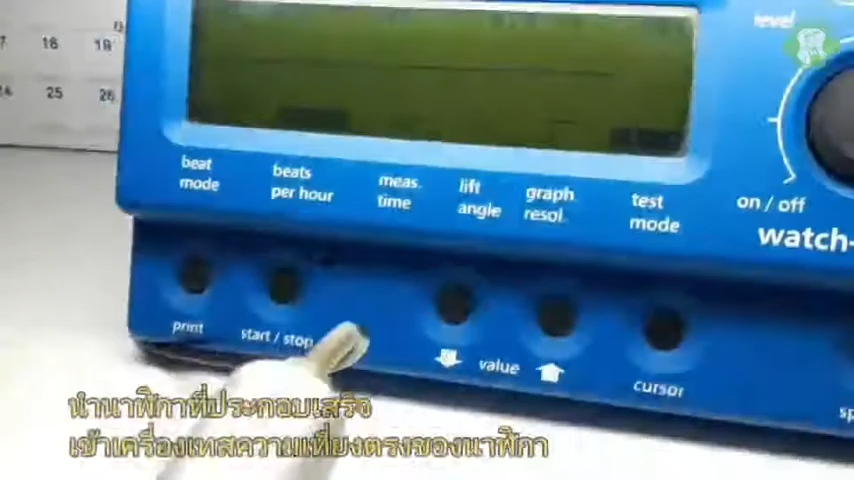 level
18
19
25
26
beat
mode
beats
per hour
meas.
time
lift
angle
graph
resol.
test
mode
on / off
watch-
print
start / stop
value
cursor
นำนาฬิกาที่ประกอบเสร็จ
เข้าเครื่องเทสความเที่ยงตรงของนาฬิกา